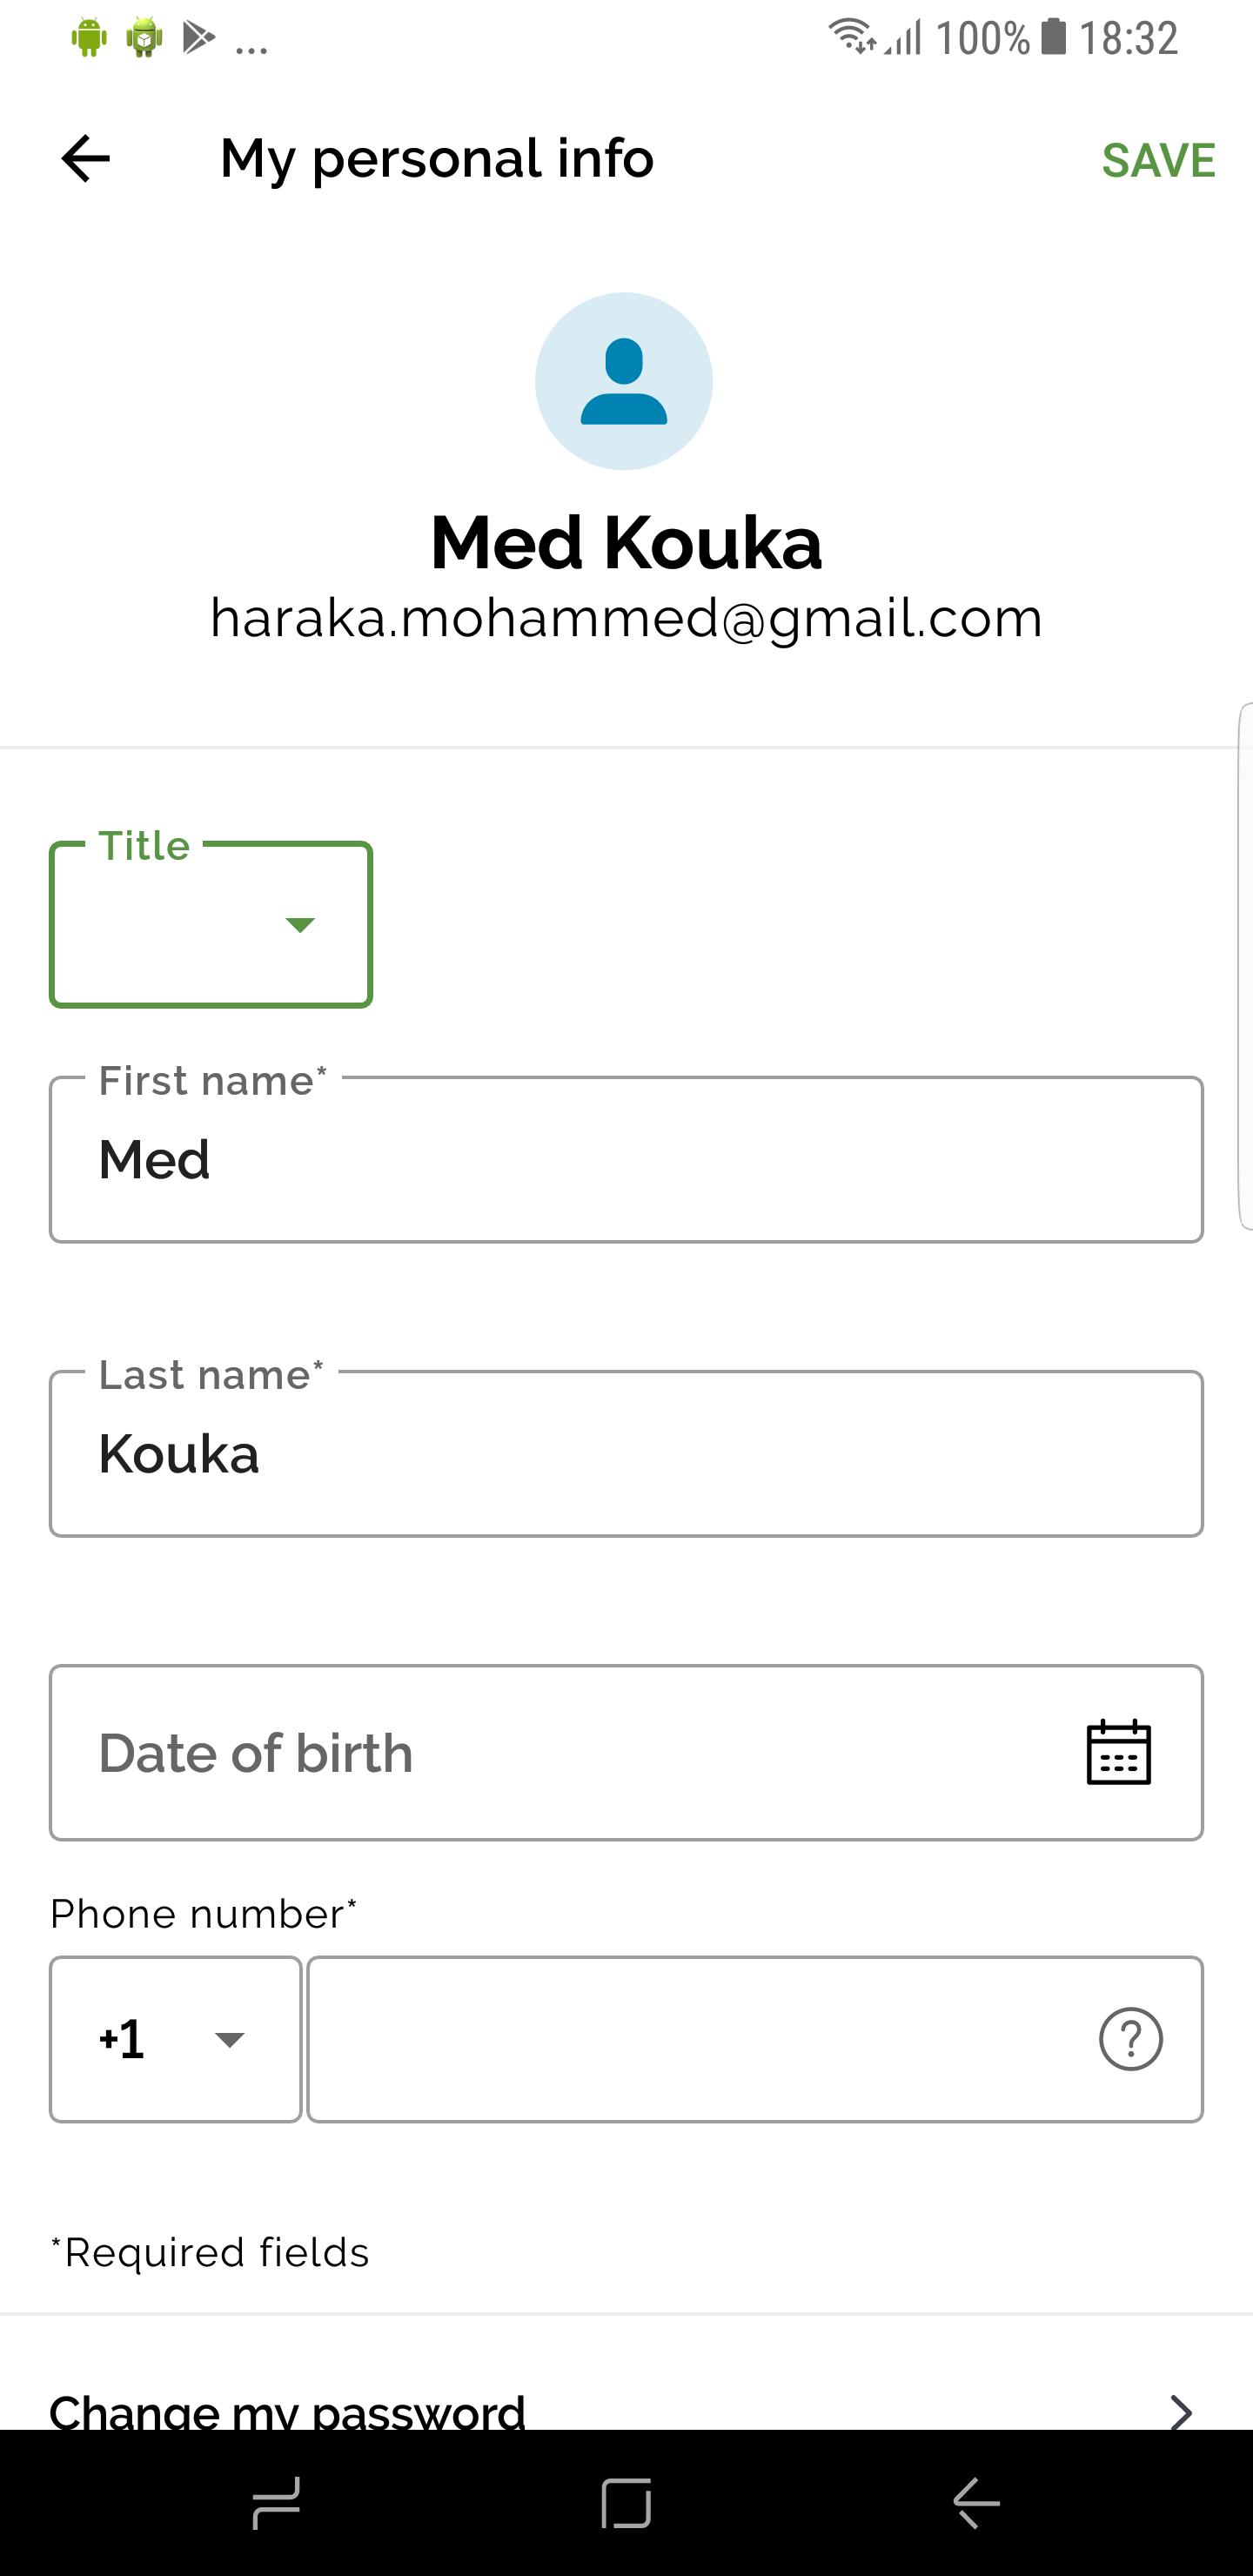 ... 100% 18:32
My personal info SAVE
Med Kouka
haraka.mohammed@gmail.com
Title
First name*
Med
Last name*
Kouka
Date of birth
Phone number*
+1
*Required fields
Change my password